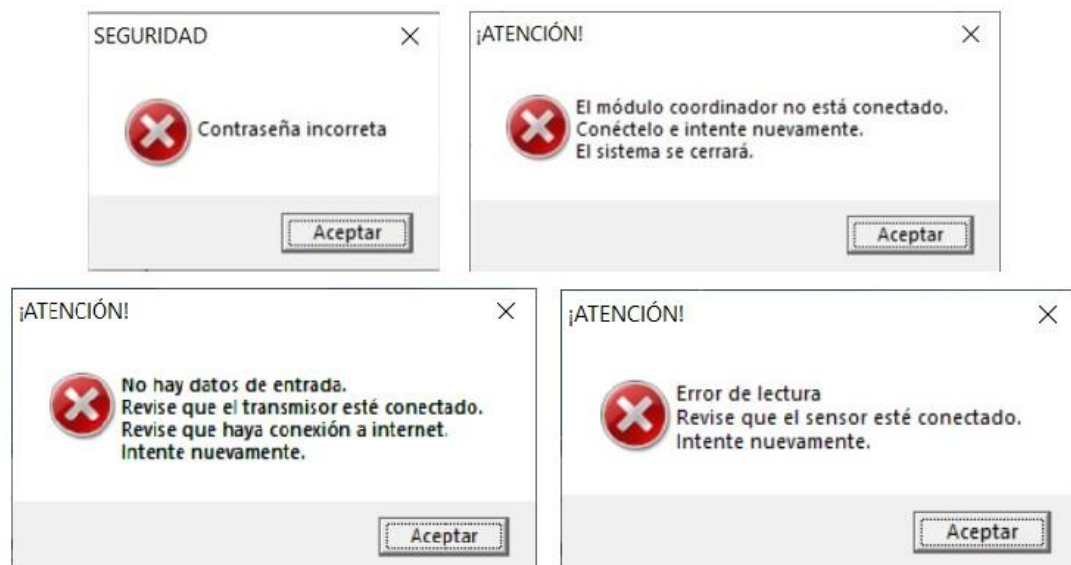 SEGURIDAD
Contraseña incorreta
Aceptar
¡ATENCIÓN!
El módulo coordinador no está conectado.
Conéctelo e intente nuevamente.
El sistema se cerrará.
Aceptar
¡ATENCIÓN!
No hay datos de entrada.
Revise que el transmisor esté conectado.
Revise que haya conexión a internet.
Intente nuevamente.
Aceptar
¡ATENCIÓN!
Error de lectura
Revise que el sensor esté conectado.
Intente nuevamente.
Aceptar